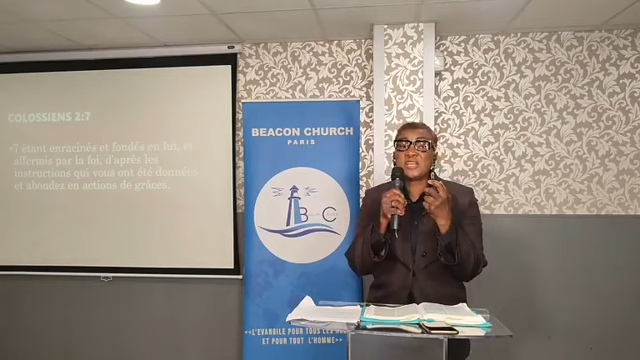 COLOSSIENS 2:7
•7 étant enracinés et fondés en lui, et
affermis par la foi, d'après les
instructions qui vous ont été données,
et abondez en actions de grâces.
BEACON CHURCH
PARIS
B C
«L'EVARGILE POUR TOUS LES
ET POUR TOUT L'HOMME»